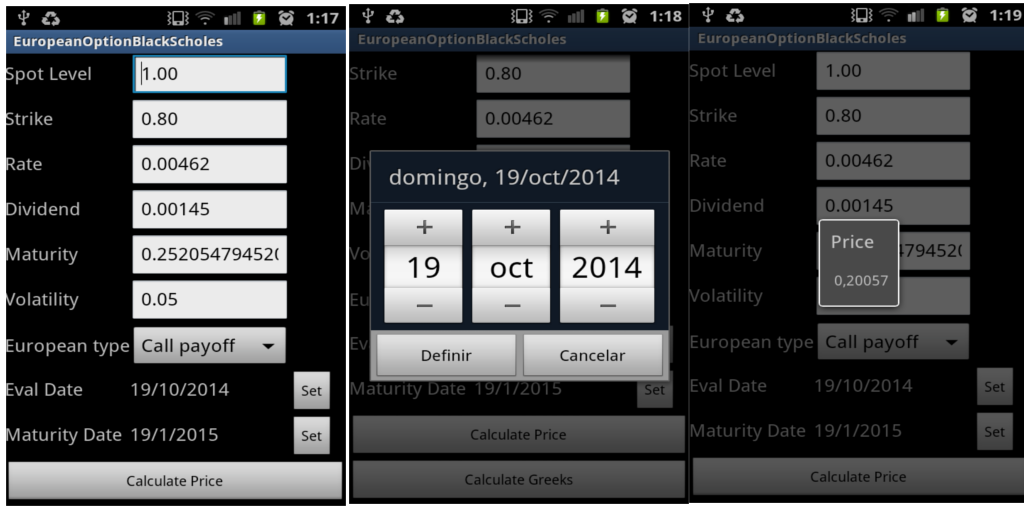 1:17
EuropeanOptionBlackScholes
Spot Level 1.00
Strike 0.80
Rate 0.00462
Dividend 0.00145
Maturity 0.25205479452
Volatility 0.05
European type Call payoff
Eval Date 19/10/2014 Set
Maturity Date 19/1/2015 Set
Calculate Price
1:18
EuropeanOptionBlackScholes
Strike 0.80
Rate 0.00462
domingo, 19/oct/2014
+ + +
19 oct 2014
− − −
Definir Cancelar
Maturity Date 19/1/2015 Set
Calculate Price
Calculate Greeks
1:19
EuropeanOptionBlackScholes
Spot Level 1.00
Strike 0.80
Rate 0.00462
Dividend 0.00145
Price
Maturity 479452
0,20057
Volatility
European type Call payoff
Eval Date 19/10/2014 Set
Maturity Date 19/1/2015 Set
Calculate Price